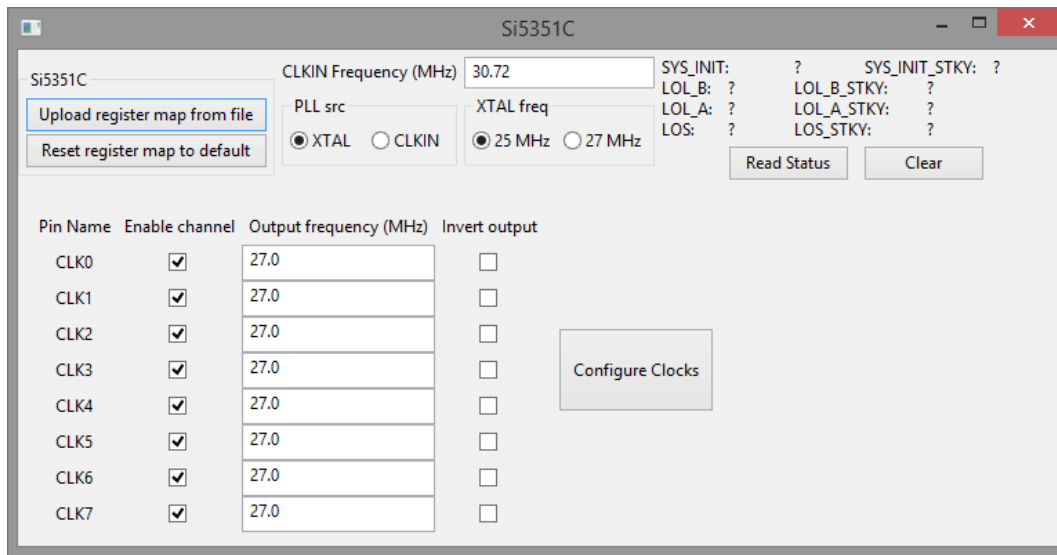 Si5351C
Si5351C
Upload register map from file
Reset register map to default
CLKIN Frequency (MHz) 30.72
PLL src
XTAL CLKIN
XTAL freq
25 MHz 27 MHz
SYS_INIT: ? SYS_INIT_STKY: ?
LOL_B: ? LOL_B_STKY: ?
LOL_A: ? LOL_A_STKY: ?
LOS: ? LOS_STKY: ?
Read Status Clear
Pin Name Enable channel Output frequency (MHz) Invert output
CLK0 27.0
CLK1 27.0
CLK2 27.0
CLK3 27.0
CLK4 27.0
CLK5 27.0
CLK6 27.0
CLK7 27.0
Configure Clocks